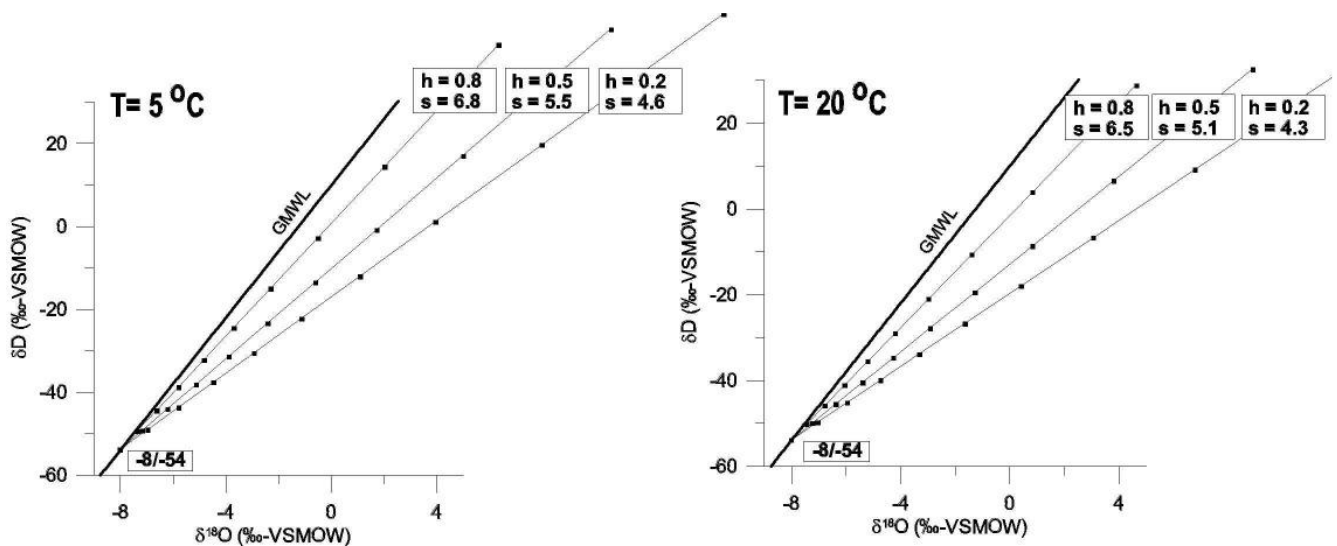 T= 5 °C
h = 0.8
s = 6.8
h = 0.5
s = 5.5
h = 0.2
s = 4.6
GMWL
20
0
-20
-40
-60
δD (‰-VSMOW)
-8/-54
-8
-4
0
4
δ¹⁸O (‰-VSMOW)
T= 20 °C
h = 0.8
s = 6.5
h = 0.5
s = 5.1
h = 0.2
s = 4.3
GMWL
20
0
-20
-40
-60
δD (‰-VSMOW)
-8/-54
-8
-4
0
4
δ¹⁸O (‰-VSMOW)